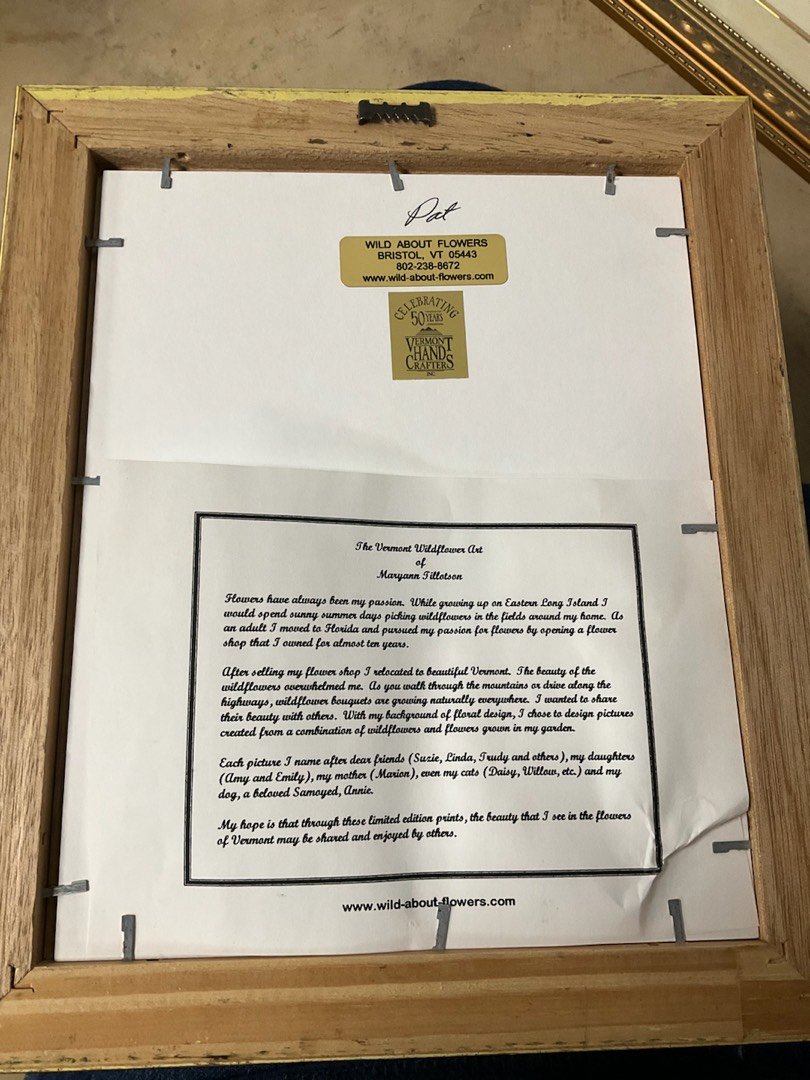 Pat
WILD ABOUT FLOWERS
BRISTOL, VT 05443
802-238-8672
www.wild-about-flowers.com
CELEBRATING
50 YEARS
VERMONT
HAND
CRAFTERS
INC.
The Vermont Wildflower Art
of
Maryann Tillotson
Flowers have always been my passion. While growing up on Eastern Long Island I
would spend sunny summer days picking wildflowers in the fields around my home. As
an adult I moved to Florida and pursued my passion for flowers by opening a flower
shop that I owned for almost ten years.
After selling my flower shop I relocated to beautiful Vermont. The beauty of the
wildflowers overwhelmed me. As you walk through the mountains or drive along the
highways, wildflower bouquets are growing naturally everywhere. I wanted to share
their beauty with others. With my background of floral design, I chose to design pictures
created from a combination of wildflowers and flowers grown in my garden.
Each picture I name after dear friends (Suzie, Linda, Trudy and others), my daughters
(Amy and Emily), my mother (Marion), even my cats (Daisy, Willow, etc.) and my
dog, a beloved Samoyed, Annie.
My hope is that through these limited edition prints, the beauty that I see in the flowers
of Vermont may be shared and enjoyed by others.
www.wild-about-flowers.com